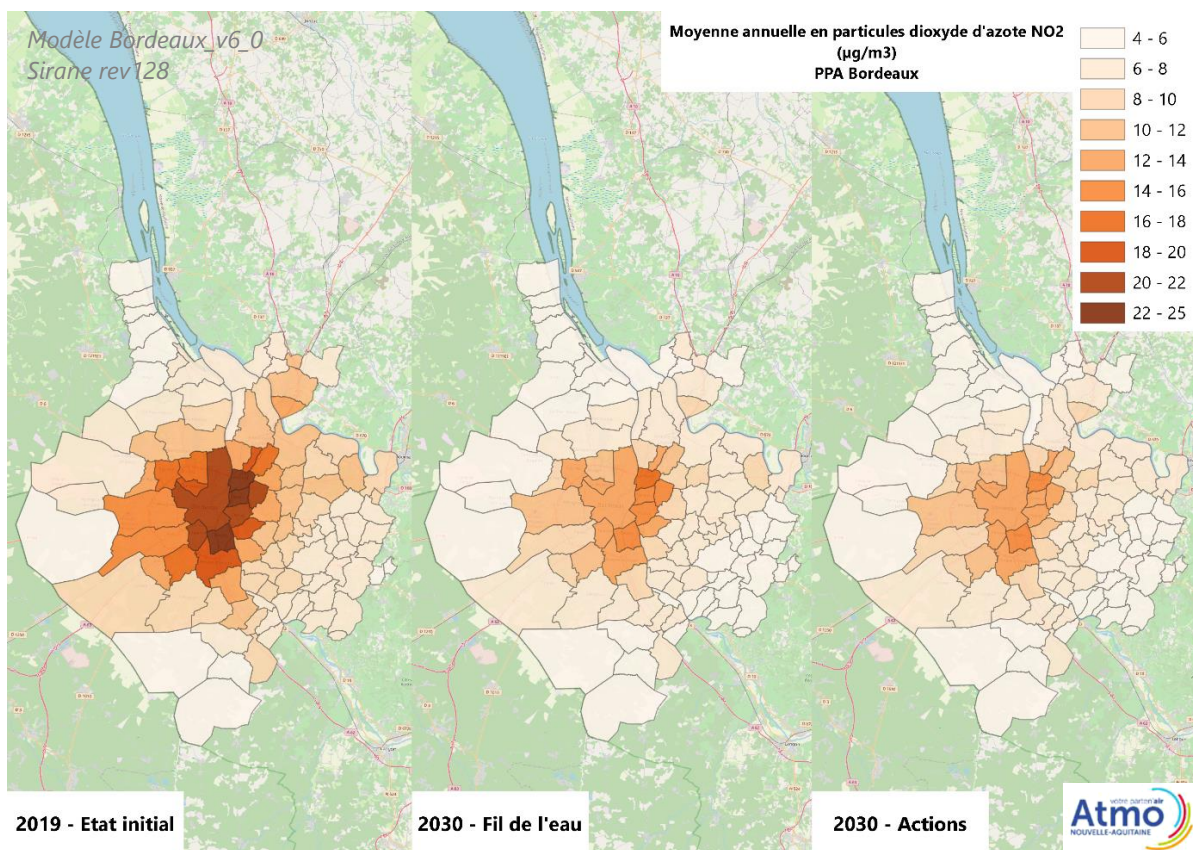 Modèle Bordeaux_v6_0
Sirane rev128
Moyenne annuelle en particules dioxyde d'azote NO2
(µg/m3)
PPA Bordeaux
4 - 6
6 - 8
8 - 10
10 - 12
12 - 14
14 - 16
16 - 18
18 - 20
20 - 22
22 - 25
2019 - Etat initial
2030 - Fil de l'eau
2030 - Actions
votre parten'air
Atmo
NOUVELLE-AQUITAINE